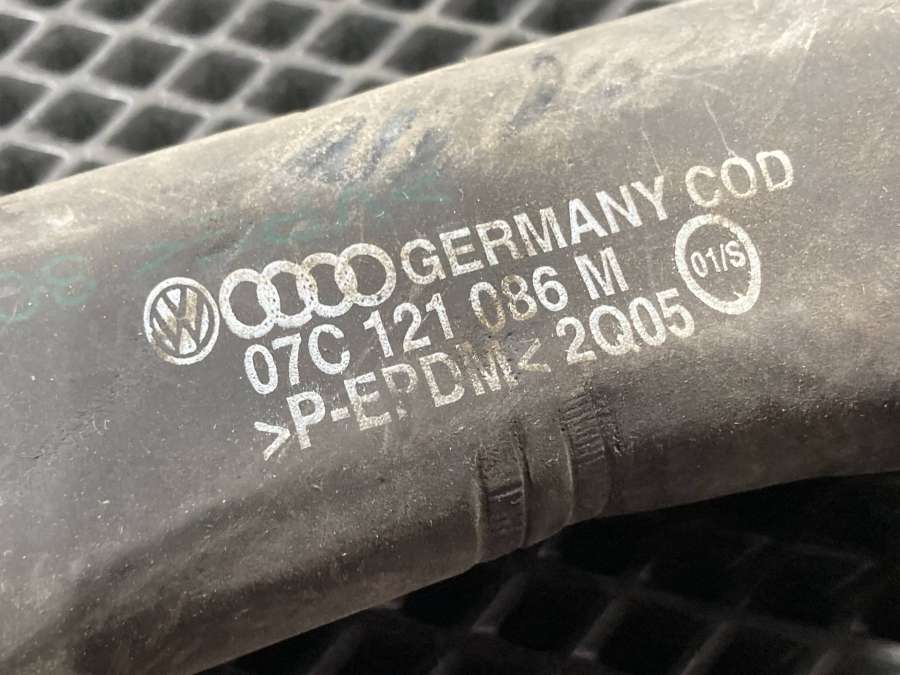 GERMANY COD
07C 121 086 M
01/S
>P-EPDM< 2Q05